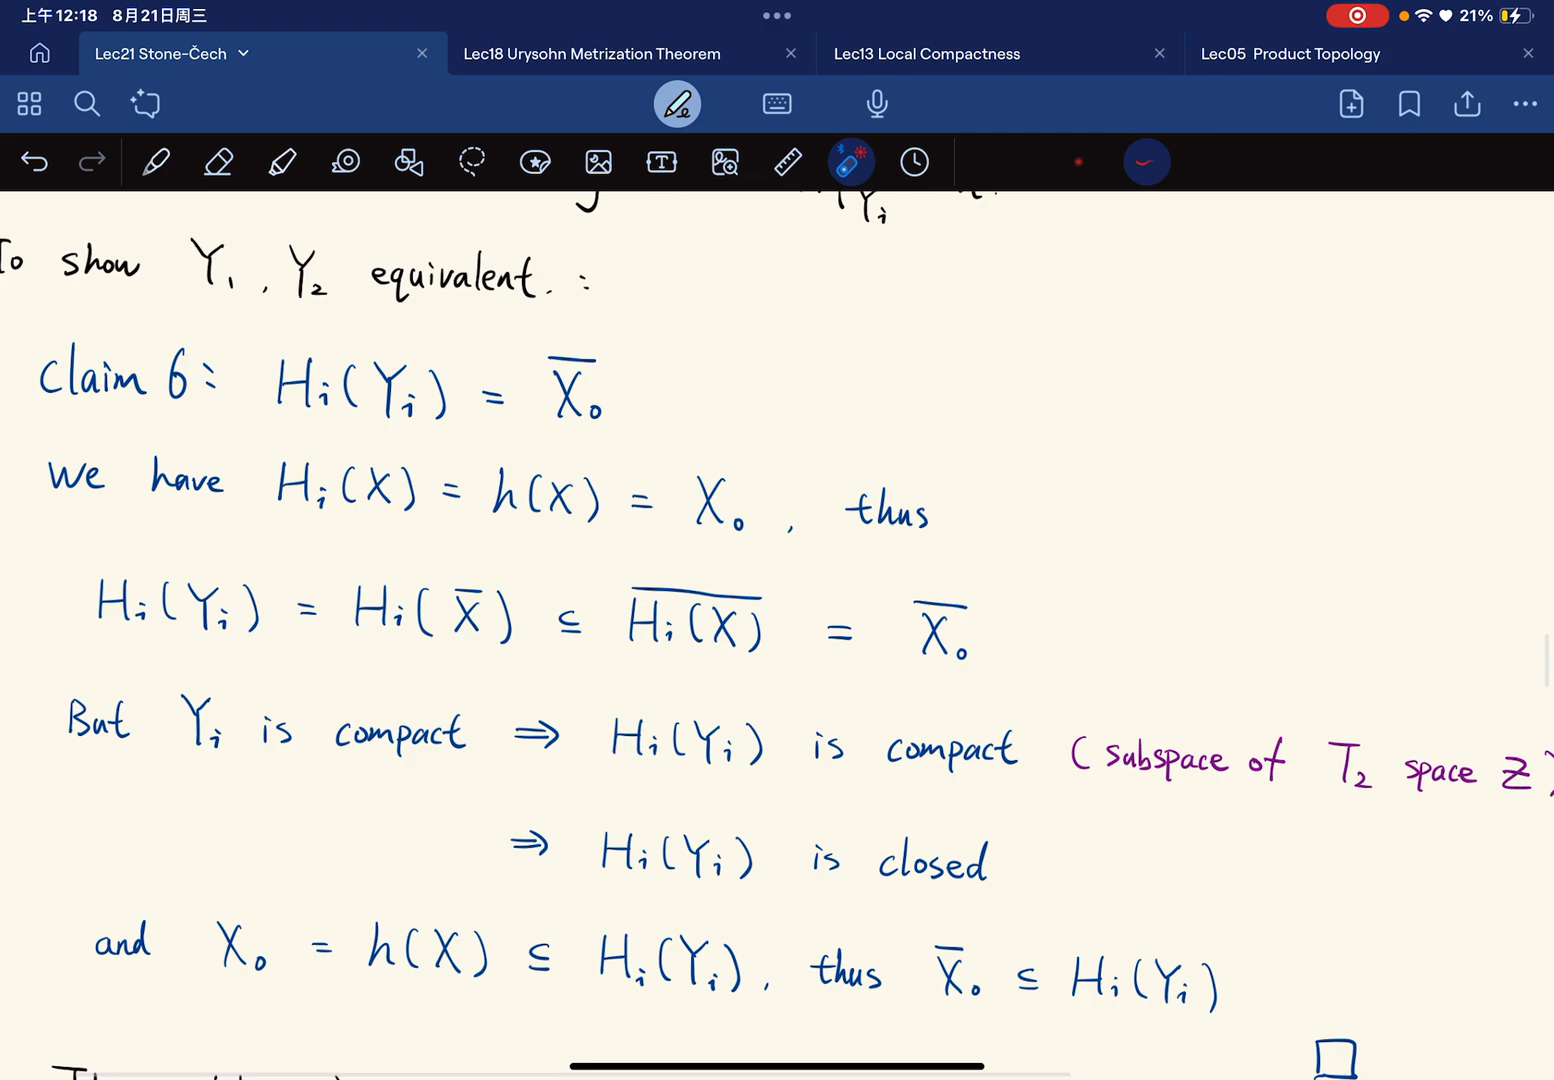 上午12:18 8月21日周三
21%
Lec21 Stone-Čech
Lec18 Urysohn Metrization Theorem
Lec13 Local Compactness
Lec05 Product Topology
To show Y₁, Y₂ equivalent. :
Claim 6: Hᵢ(Yᵢ) = X̅₀
We have Hᵢ(X) = h(X) = X₀, thus
Hᵢ(Yᵢ) = Hᵢ(X̅) ⊆ \overline{Hᵢ(X)} = X̅₀
But Yᵢ is compact ⇒ Hᵢ(Yᵢ) is compact (subspace of T₂ space Z)
⇒ Hᵢ(Yᵢ) is closed
and X₀ = h(X) ⊆ Hᵢ(Yᵢ), thus X̅₀ ⊆ Hᵢ(Yᵢ)
□